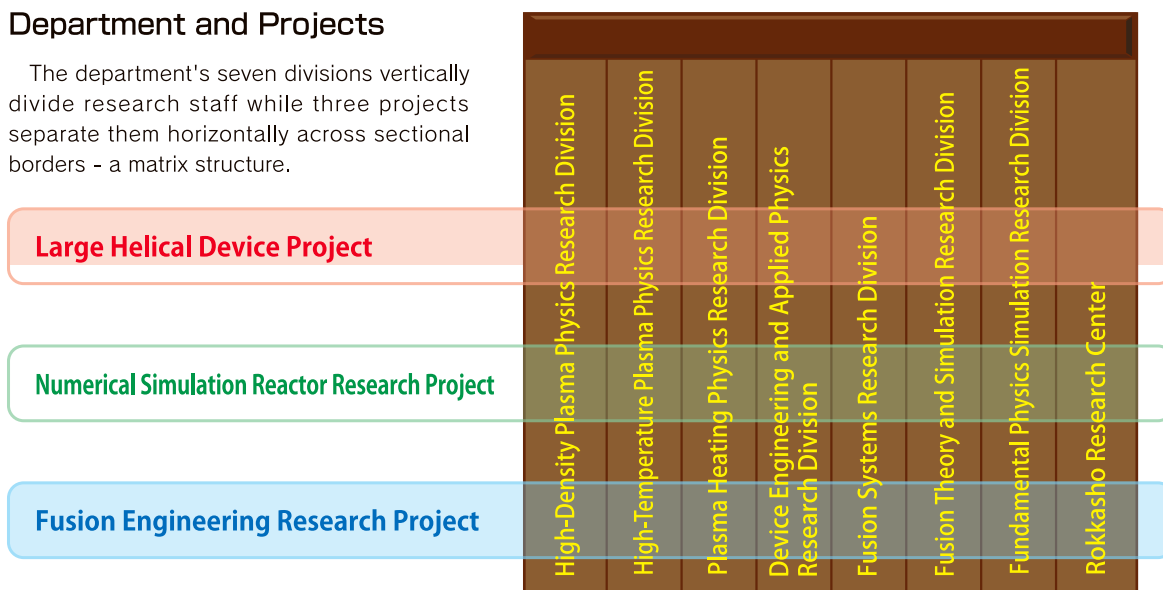 Department and Projects
The department's seven divisions vertically
divide research staff while three projects
separate them horizontally across sectional
borders - a matrix structure.
Large Helical Device Project
Numerical Simulation Reactor Research Project
Fusion Engineering Research Project
High-Density Plasma Physics Research Division
High-Temperature Plasma Physics Research Division
Plasma Heating Physics Research Division
Device Engineering and Applied Physics
Research Division
Fusion Systems Research Division
Fusion Theory and Simulation Research Division
Fundamental Physics Simulation Research Division
Rokkasho Research Center